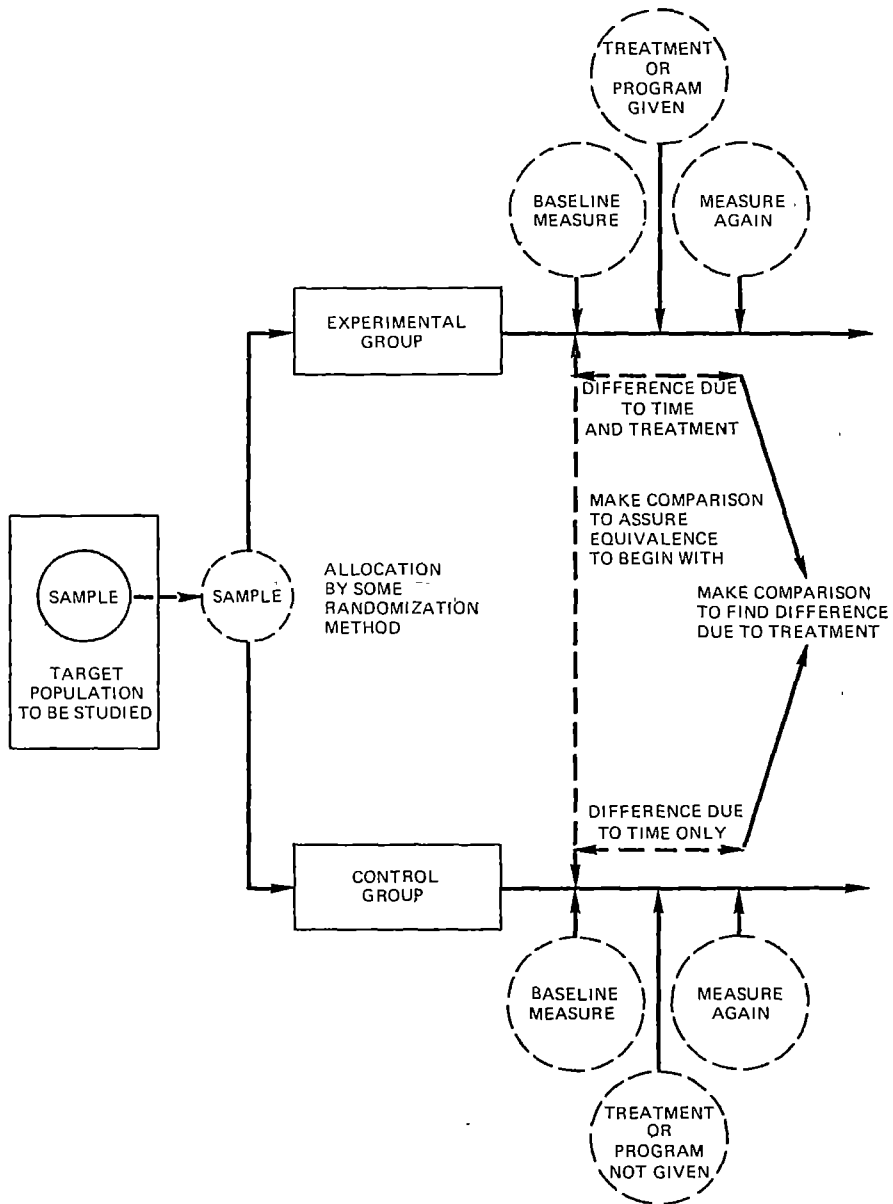 TREATMENT
OR
PROGRAM
GIVEN
BASELINE
MEASURE
MEASURE
AGAIN
EXPERIMENTAL
GROUP
DIFFERENCE DUE
TO TIME
AND TREATMENT
MAKE COMPARISON
TO ASSURE
EQUIVALENCE
TO BEGIN WITH
SAMPLE
TARGET
POPULATION
TO BE STUDIED
SAMPLE
ALLOCATION
BY SOME
RANDOMIZATION
METHOD
MAKE COMPARISON
TO FIND DIFFERENCE
DUE TO TREATMENT
DIFFERENCE DUE
TO TIME ONLY
CONTROL
GROUP
BASELINE
MEASURE
MEASURE
AGAIN
TREATMENT
OR
PROGRAM
NOT GIVEN